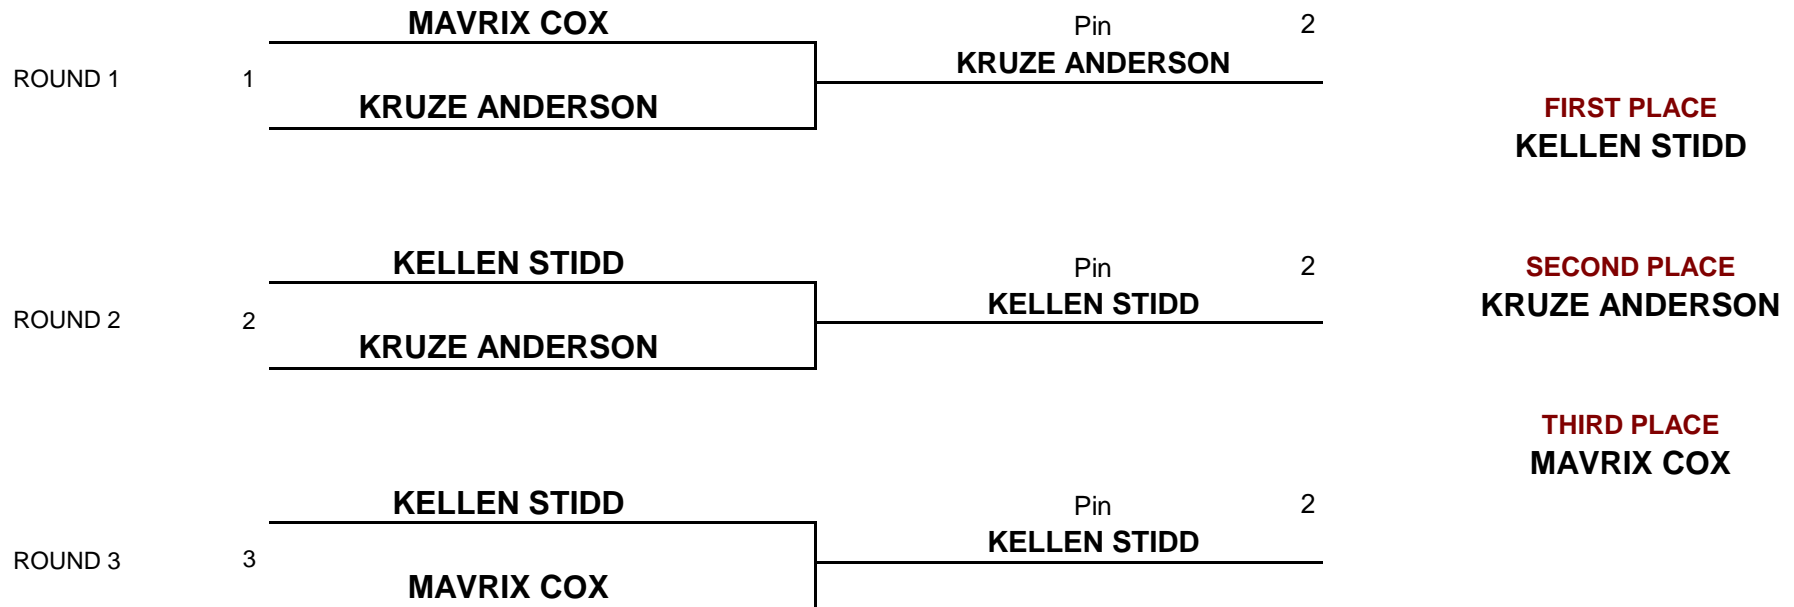 MAVRIX COX
Pin 2
KRUZE ANDERSON
ROUND 1 1
KRUZE ANDERSON
FIRST PLACE
KELLEN STIDD
KELLEN STIDD
Pin 2
KELLEN STIDD
ROUND 2 2
KRUZE ANDERSON
SECOND PLACE
KRUZE ANDERSON
THIRD PLACE
MAVRIX COX
KELLEN STIDD
Pin 2
KELLEN STIDD
ROUND 3 3
MAVRIX COX